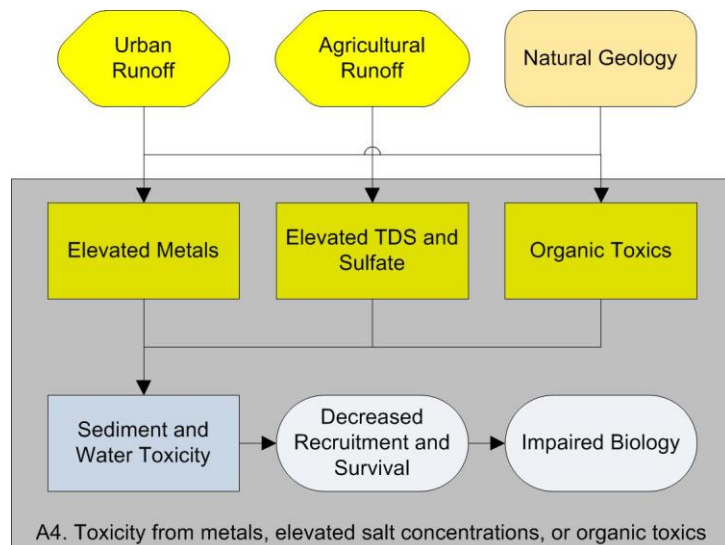 Urban
Runoff
Agricultural
Runoff
Natural Geology
Elevated Metals
Elevated TDS and
Sulfate
Organic Toxics
Sediment and
Water Toxicity
Decreased
Recruitment and
Survival
Impaired Biology
A4. Toxicity from metals, elevated salt concentrations, or organic toxics